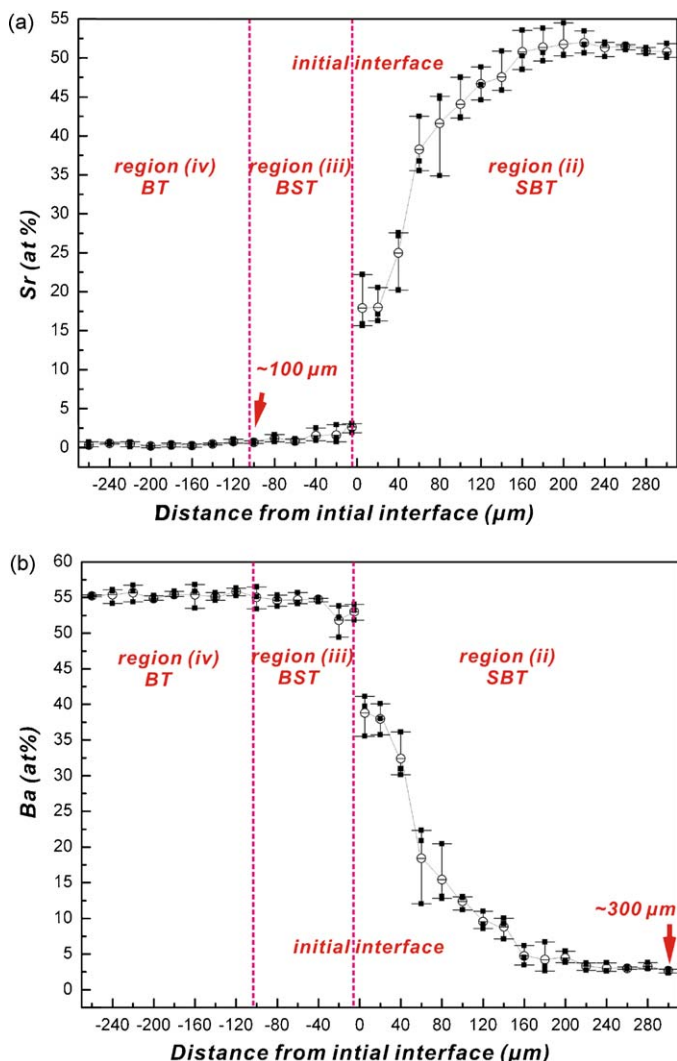 (a)
55
50
45
40
35
30
25
20
15
10
5
0
Sr (at %)
initial interface
region (iv)
BT
region (iii)
BST
region (ii)
SBT
~100 µm
-240 -200 -160 -120 -80 -40 0 40 80 120 160 200 240 280
Distance from intial interface (µm)
(b)
60
55
50
45
40
35
30
25
20
15
10
5
0
Ba (at%)
region (iv)
BT
region (iii)
BST
region (ii)
SBT
~300 µm
initial interface
-240 -200 -160 -120 -80 -40 0 40 80 120 160 200 240 280
Distance from intial interface (µm)